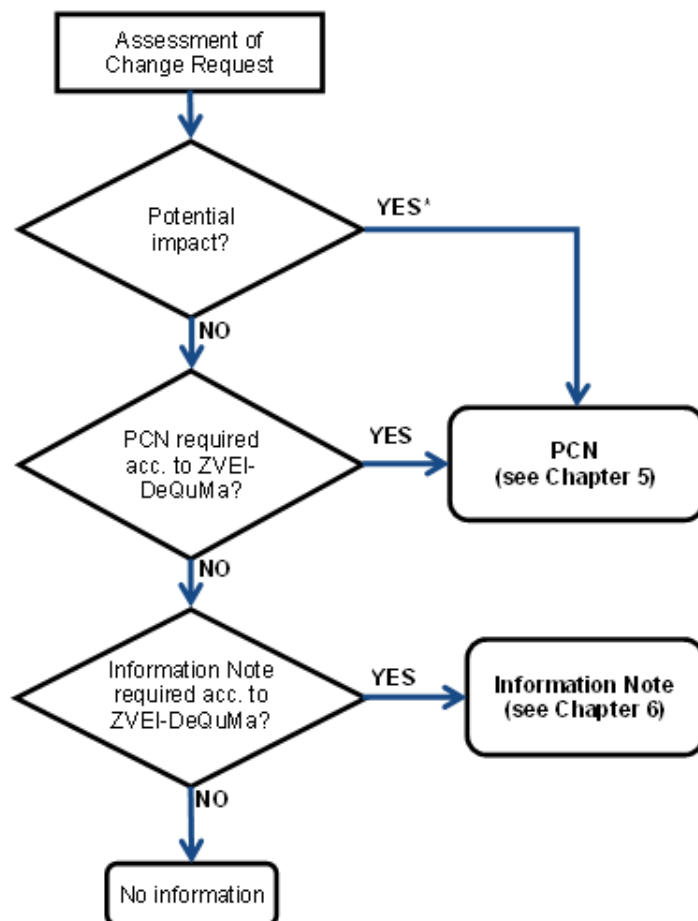 Assessment of
Change Request
Potential
impact?
YES*
NO
PCN required
acc. to ZVEI-
DeQuMa?
YES
PCN
(see Chapter 5)
NO
Information Note
required acc. to
ZVEI-DeQuMa?
YES
Information Note
(see Chapter 6)
NO
No information